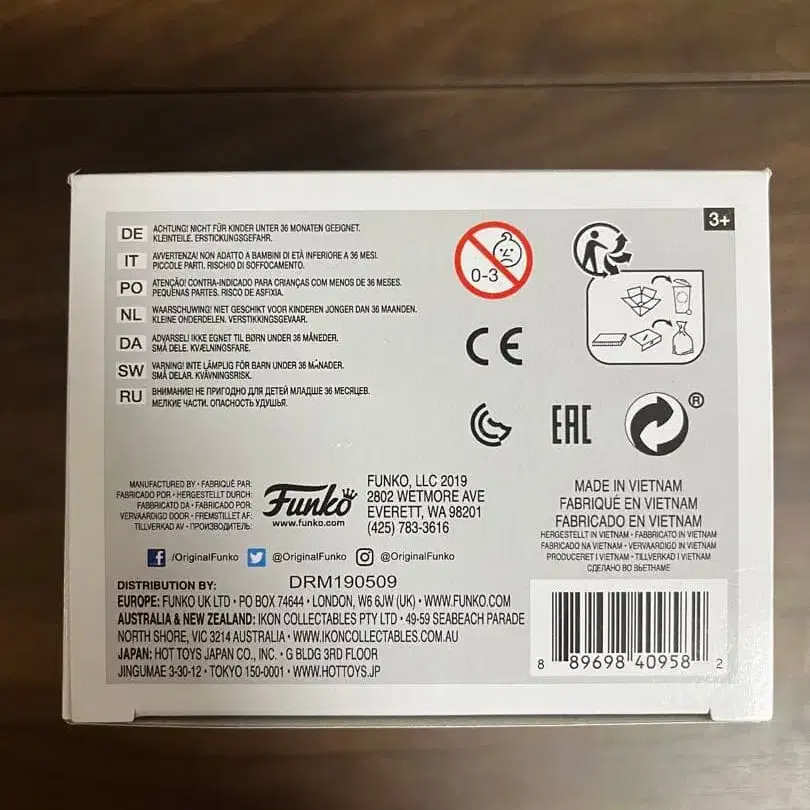 3+
DE ACHTUNG! NICHT FÜR KINDER UNTER 36 MONATEN GEEIGNET.
KLEINTEILE. ERSTICKUNGSGEFAHR.
IT AVVERTENZA! NON ADATTO A BAMBINI DI ETÀ INFERIORE A 36 MESI.
PICCOLE PARTI. RISCHIO DI SOFFOCAMENTO.
PO ATENÇÃO! CONTRA-INDICADO PARA CRIANÇAS COM MENOS DE 36 MESES.
PEQUENAS PARTES. RISCO DE ASFIXIA.
NL WAARSCHUWING! NIET GESCHIKT VOOR KINDEREN JONGER DAN 36 MAANDEN.
KLEINE ONDERDELEN. VERSTIKKINGSGEVAAR.
DA ADVARSEL! IKKE EGNET TIL BØRN UNDER 36 MÅNEDER.
SMÅ DELE. KVÆLNINGSFARE.
SW VARNING! INTE LÄMPLIG FÖR BARN UNDER 36 MÅNADER.
SMÅ DELAR. KVÄVNINGSRISK.
RU ВНИМАНИЕ! НЕ ПРИГОДНО ДЛЯ ДЕТЕЙ МЛАДШЕ 36 МЕСЯЦЕВ.
МЕЛКИЕ ЧАСТИ. ОПАСНОСТЬ УДУШЬЯ.
0-3
CE
EAC
®
MANUFACTURED BY • FABRIQUÉ PAR:
FABRICADO POR • HERGESTELLT DURCH:
FABBRICATO DA • FABRICADO POR:
VERVAARDIGD DOOR • FREMSTILLET AF:
TILLVERKAD AV • ПРОИЗВОДИТЕЛЬ:
Funko
www.funko.com
FUNKO, LLC 2019
2802 WETMORE AVE
EVERETT, WA 98201
(425) 783-3616
MADE IN VIETNAM
FABRIQUÉ EN VIETNAM
FABRICADO EN VIETNAM
HERGESTELLT IN VIETNAM • FABBRICATO IN VIETNAM
FABRICADO NA VIETNAM • VERVAARDIGD IN VIETNAM
PRODUCERET I VIETNAM • TILLVERKAD I VIETNAM
СДЕЛАНО ВО ВЬЕТНАМЕ
f /OriginalFunko @OriginalFunko @OriginalFunko
DRM190509
DISTRIBUTION BY:
EUROPE: FUNKO UK LTD • PO BOX 74644 • LONDON, W6 6JW (UK) • WWW.FUNKO.COM
AUSTRALIA & NEW ZEALAND: IKON COLLECTABLES PTY LTD • 49-59 SEABEACH PARADE
NORTH SHORE, VIC 3214 AUSTRALIA • WWW.IKONCOLLECTABLES.COM.AU
JAPAN: HOT TOYS JAPAN CO., INC. • G BLDG 3RD FLOOR
JINGUMAE 3-30-12 • TOKYO 150-0001 • WWW.HOTTOYS.JP
8 89698 40958 2